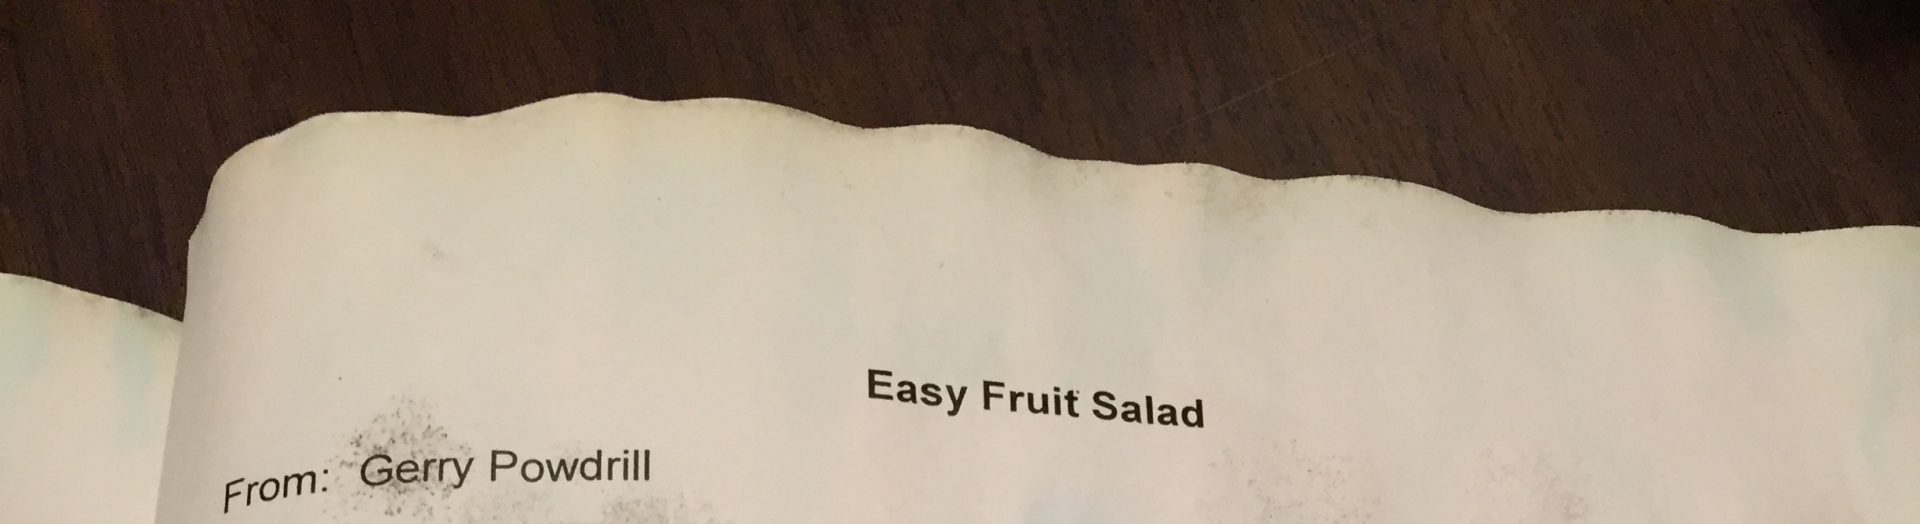 Easy Fruit Salad
From: Gerry Powdrill